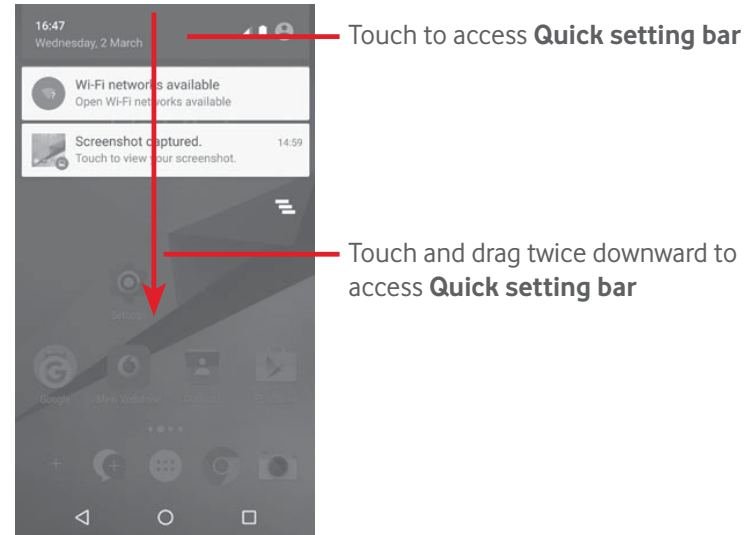 16:47
Wednesday, 2 March
Touch to access Quick setting bar
Wi-Fi networks available
Open Wi-Fi networks available
Screenshot captured. 14:59
Touch to view your screenshot.
Touch and drag twice downward to
access Quick setting bar
Settings
Google